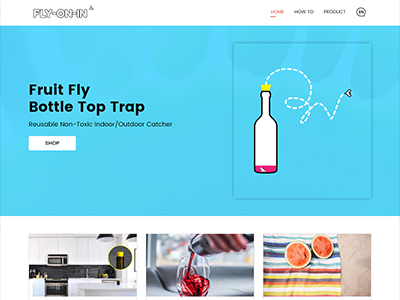 FLY-ON-IN
HOME HOW TO PRODUCT EN
Fruit Fly
Bottle Top Trap
Reusable Non-Toxic Indoor/Outdoor Catcher
SHOP